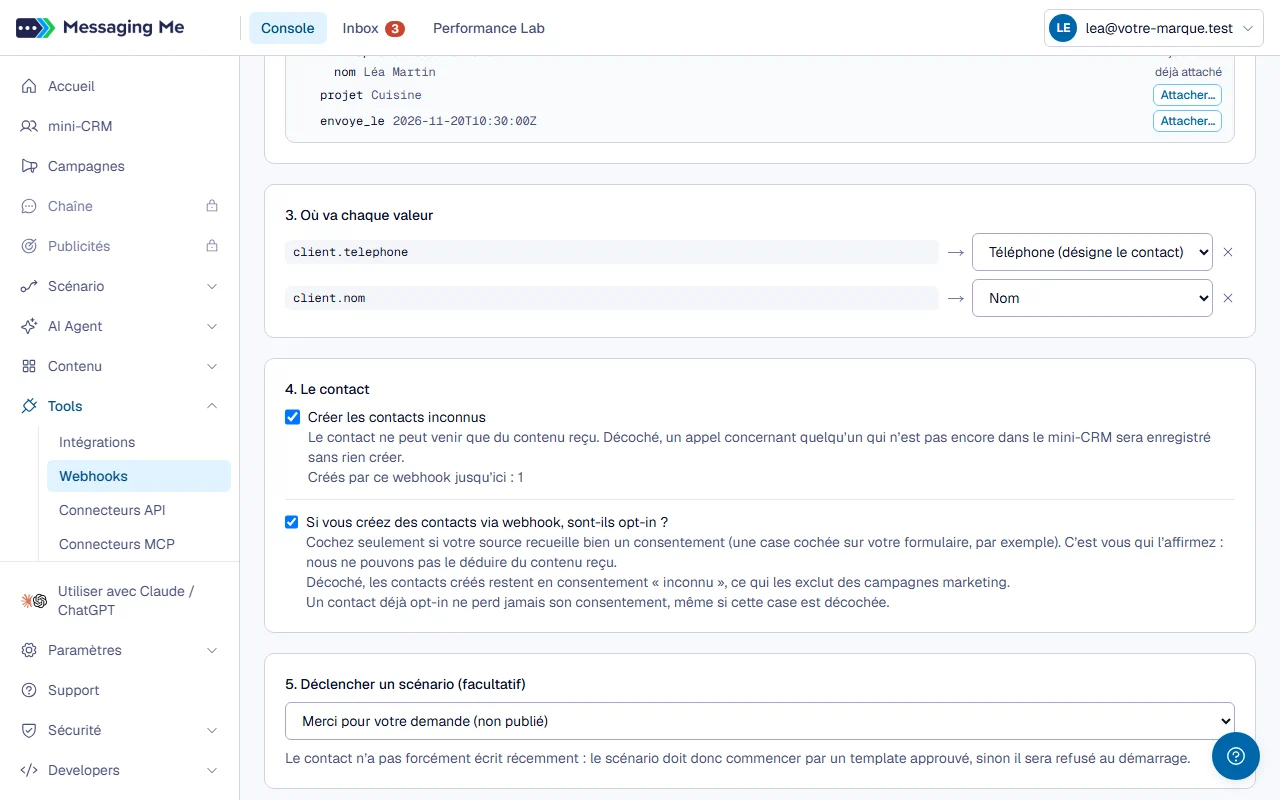 Messaging Me
Console
Inbox 3
Performance Lab
LE lea@votre-marque.test
Accueil
mini-CRM
Campagnes
Chaîne
Publicités
Scénario
AI Agent
Contenu
Tools
Intégrations
Webhooks
Connecteurs API
Connecteurs MCP
Utiliser avec Claude /
ChatGPT
Paramètres
Support
Sécurité
Developers
nom Léa Martin déjà attaché
projet Cuisine Attacher…
envoye_le 2026-11-20T10:30:00Z Attacher…
3. Où va chaque valeur
client.telephone → Téléphone (désigne le contact)
client.nom → Nom
4. Le contact
Créer les contacts inconnus
Le contact ne peut venir que du contenu reçu. Décoché, un appel concernant quelqu'un qui n'est pas encore dans le mini-CRM sera enregistré
sans rien créer.
Créés par ce webhook jusqu'ici : 1
Si vous créez des contacts via webhook, sont-ils opt-in ?
Cochez seulement si votre source recueille bien un consentement (une case cochée sur votre formulaire, par exemple). C'est vous qui l'affirmez :
nous ne pouvons pas le déduire du contenu reçu.
Décoché, les contacts créés restent en consentement « inconnu », ce qui les exclut des campagnes marketing.
Un contact déjà opt-in ne perd jamais son consentement, même si cette case est décochée.
5. Déclencher un scénario (facultatif)
Merci pour votre demande (non publié)
Le contact n'a pas forcément écrit récemment : le scénario doit donc commencer par un template approuvé, sinon il sera refusé au démarrage.